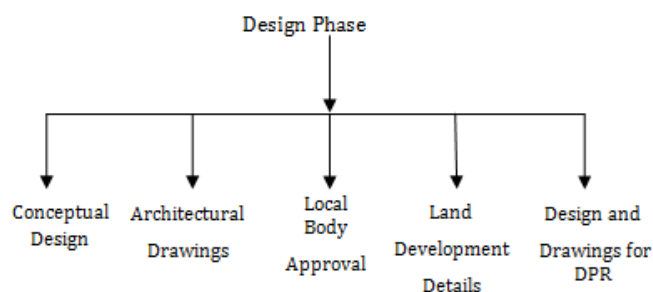 Design Phase
Conceptual
Design
Architectural
Drawings
Local
Body
Approval
Land
Development
Details
Design and
Drawings for
DPR